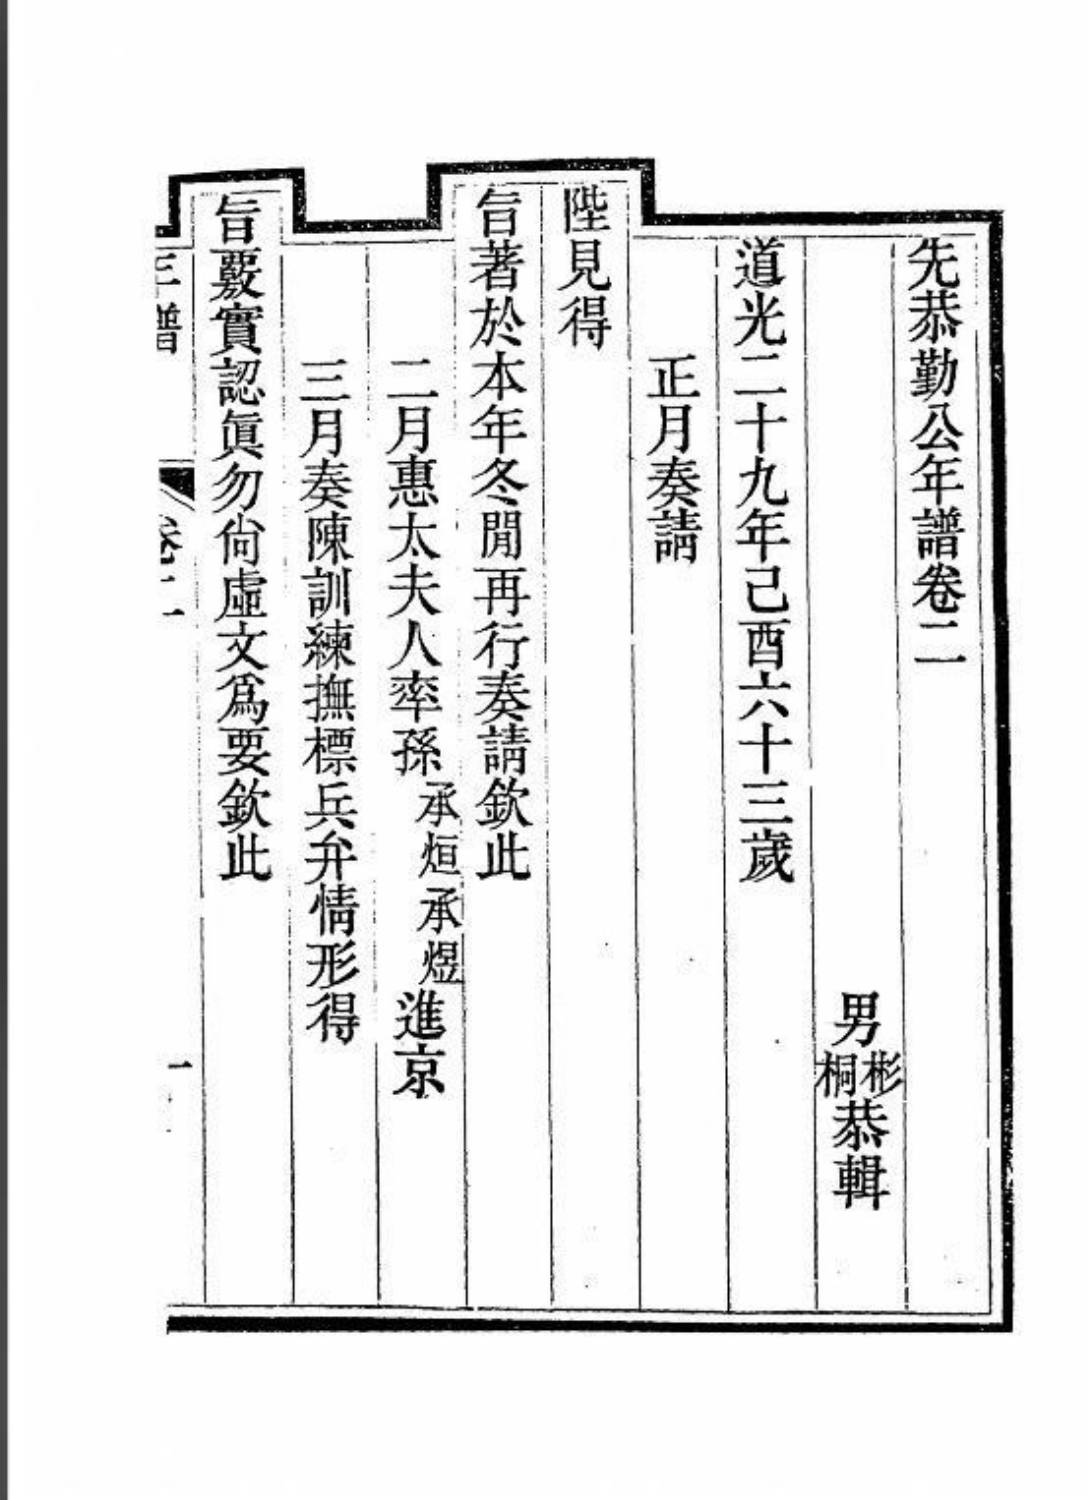 先恭勤公年譜卷二
男彬桐恭輯
道光二十九年己酉六十三歲
正月奏請
陛見得
旨著於本年冬閒再行奏請欽此
二月惠太夫人率孫承烜承煜進京
三月奏陳訓練撫標兵弁情形得
旨覈實認眞勿尙虛文爲要欽此
年譜 卷二 一